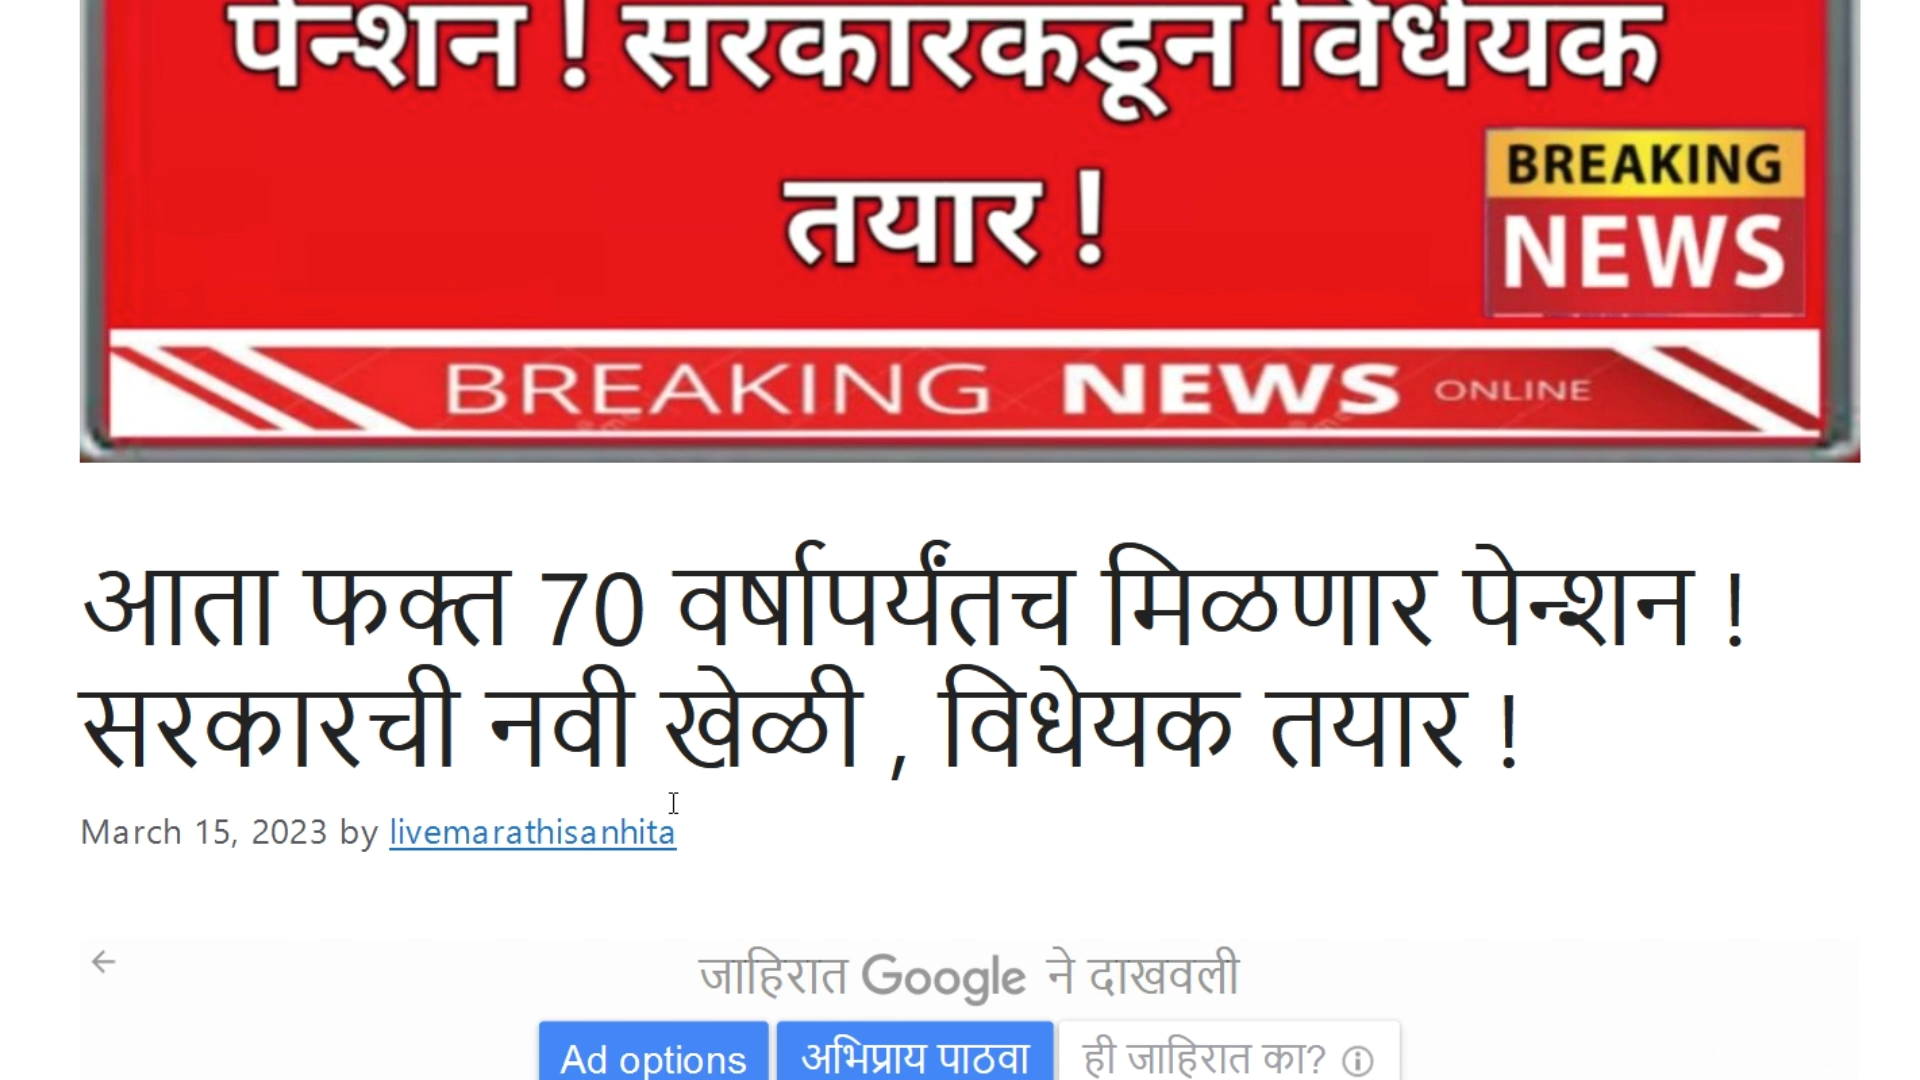 पेन्शन ! सरकारकडून विधेयक
तयार !
BREAKING
NEWS
BREAKING NEWS ONLINE
आता फक्त 70 वर्षापर्यंतच मिळणार पेन्शन !
सरकारची नवी खेळी , विधेयक तयार !
March 15, 2023 by livemarathisanhita
जाहिरात Google ने दाखवली
Ad options अभिप्राय पाठवा ही जाहिरात का?